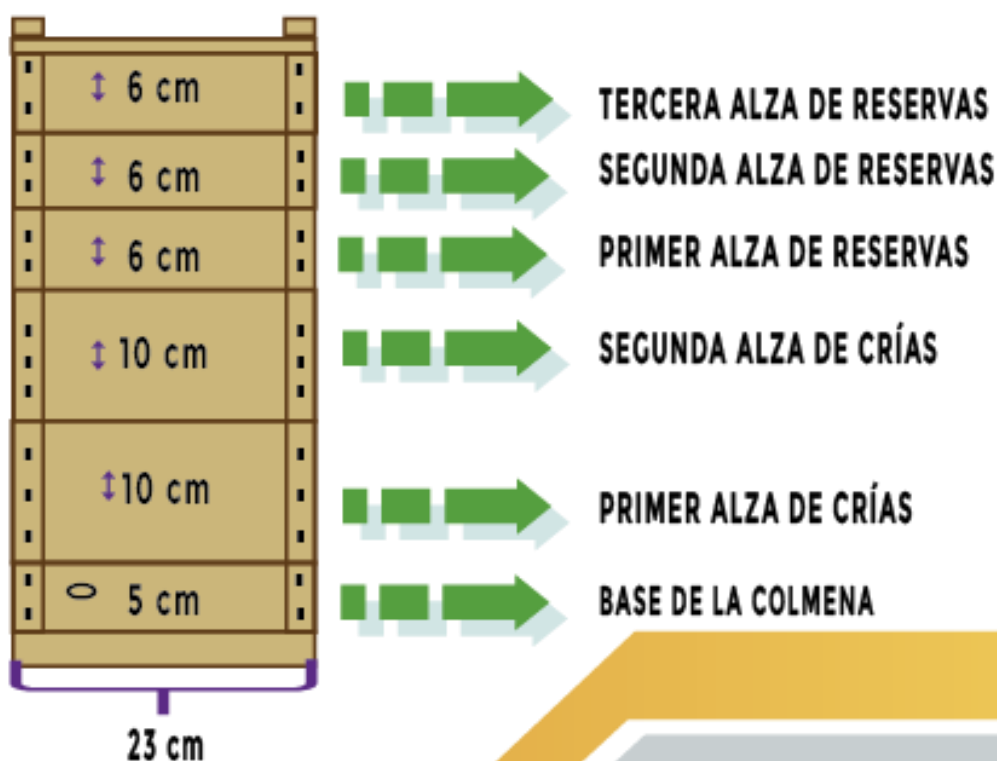 6 cm
TERCERA ALZA DE RESERVAS
6 cm
SEGUNDA ALZA DE RESERVAS
6 cm
PRIMER ALZA DE RESERVAS
10 cm
SEGUNDA ALZA DE CRÍAS
10 cm
PRIMER ALZA DE CRÍAS
5 cm
BASE DE LA COLMENA
23 cm